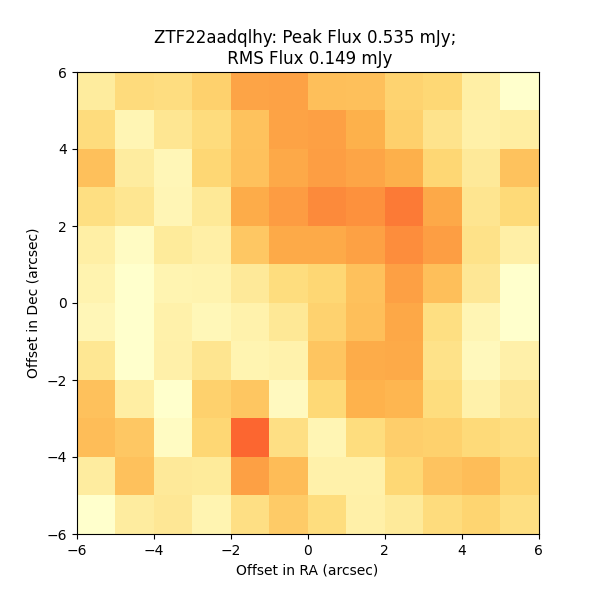 ZTF22aadqlhy: Peak Flux 0.535 mJy;
RMS Flux 0.149 mJy
6
4
2
0
−2
−4
−6
Offset in Dec (arcsec)
−6 −4 −2 0 2 4 6
Offset in RA (arcsec)